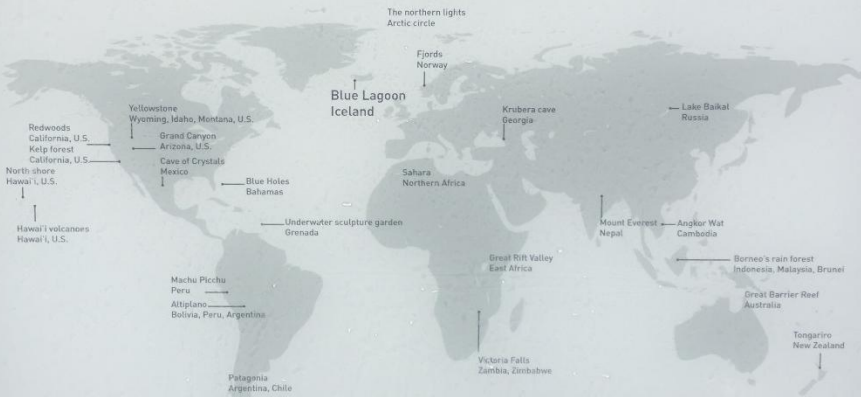 The northern lights
Arctic circle
Fjords
Norway
Blue Lagoon
Iceland
Krubera cave
Georgia
Lake Baikal
Russia
Yellowstone
Wyoming, Idaho, Montana, U.S.
Redwoods
California, U.S.
Kelp forest
California, U.S.
Grand Canyon
Arizona, U.S.
Cave of Crystals
Mexico
North shore
Hawai'i, U.S.
Blue Holes
Bahamas
Sahara
Northern Africa
Hawai'i volcanoes
Hawai'i, U.S.
Underwater sculpture garden
Grenada
Mount Everest
Nepal
Angkor Wat
Cambodia
Great Rift Valley
East Africa
Borneo's rain forest
Indonesia, Malaysia, Brunei
Machu Picchu
Peru
Altiplano
Bolivia, Peru, Argentina
Great Barrier Reef
Australia
Tongariro
New Zealand
Victoria Falls
Zambia, Zimbabwe
Patagonia
Argentina, Chile